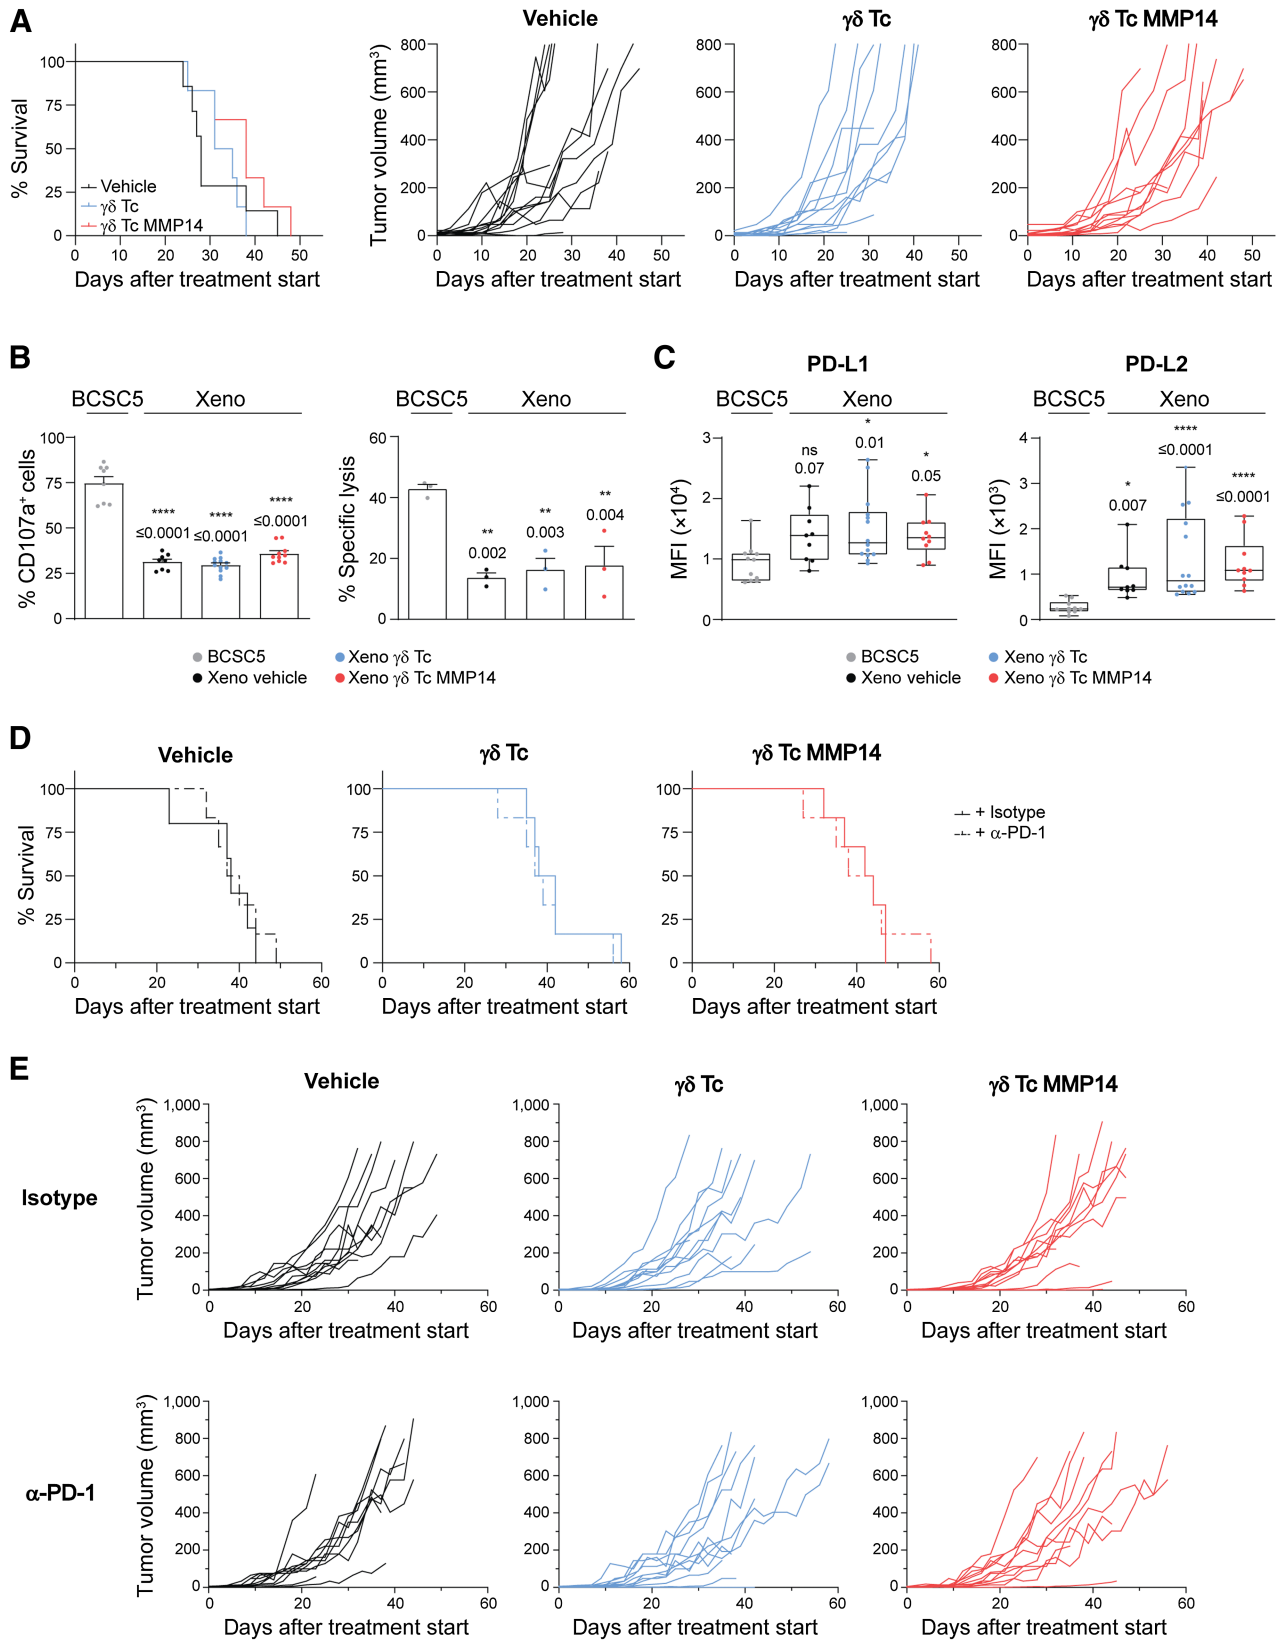 A
Vehicle
γδ Tc
γδ Tc MMP14
% Survival
100
75
50
25
0
Vehicle
γδ Tc
γδ Tc MMP14
0 10 20 30 40 50
Days after treatment start
Tumor volume (mm³)
800
600
400
200
0
0 10 20 30 40 50
Days after treatment start
800
600
400
200
0
0 10 20 30 40 50
Days after treatment start
800
600
400
200
0
0 10 20 30 40 50
Days after treatment start
B
BCSC5 Xeno
% CD107a⁺ cells
100
75
50
25
0
****
≤0.0001
****
≤0.0001
****
≤0.0001
BCSC5 Xeno
% Specific lysis
60
40
20
0
**
0.002
**
0.003
**
0.004
BCSC5
Xeno vehicle
Xeno γδ Tc
Xeno γδ Tc MMP14
C
PD-L1
BCSC5 Xeno
MFI (×10⁴)
3
2
1
0
ns
0.07
*
0.01
*
0.05
PD-L2
BCSC5 Xeno
MFI (×10³)
4
3
2
1
0
*
0.007
****
≤0.0001
****
≤0.0001
BCSC5
Xeno vehicle
Xeno γδ Tc
Xeno γδ Tc MMP14
D
Vehicle
γδ Tc
γδ Tc MMP14
% Survival
100
75
50
25
0
0 20 40 60
Days after treatment start
100
75
50
25
0
0 20 40 60
Days after treatment start
100
75
50
25
0
0 20 40 60
Days after treatment start
+ Isotype
+ α-PD-1
E
Vehicle
γδ Tc
γδ Tc MMP14
Isotype
Tumor volume (mm³)
1,000
800
600
400
200
0
0 20 40 60
Days after treatment start
1,000
800
600
400
200
0
0 20 40 60
Days after treatment start
1,000
800
600
400
200
0
0 20 40 60
Days after treatment start
α-PD-1
Tumor volume (mm³)
1,000
800
600
400
200
0
0 20 40 60
Days after treatment start
1,000
800
600
400
200
0
0 20 40 60
Days after treatment start
1,000
800
600
400
200
0
0 20 40 60
Days after treatment start